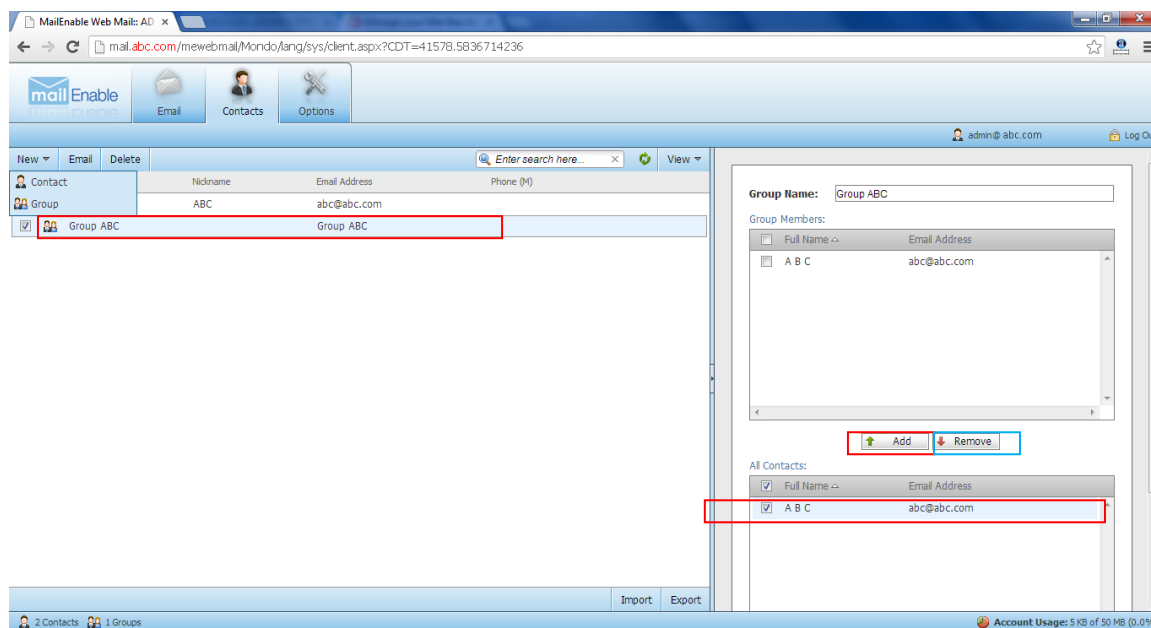 MailEnable Web Mail:: AD
mail.abc.com/mewebmail/Mondo/lang/sys/client.aspx?CDT=41578.5836714236
mail Enable
Email Contacts Options
admin@abc.com Log Ou
New Email Delete Enter search here... View
Contact Nickname Email Address Phone (M)
Group ABC abc@abc.com
Group ABC Group ABC
Group Name: Group ABC
Group Members:
Full Name Email Address
A B C abc@abc.com
Add Remove
All Contacts:
Full Name Email Address
A B C abc@abc.com
Import Export
2 Contacts 1 Groups Account Usage: 5 KB of 50 MB (0.0%